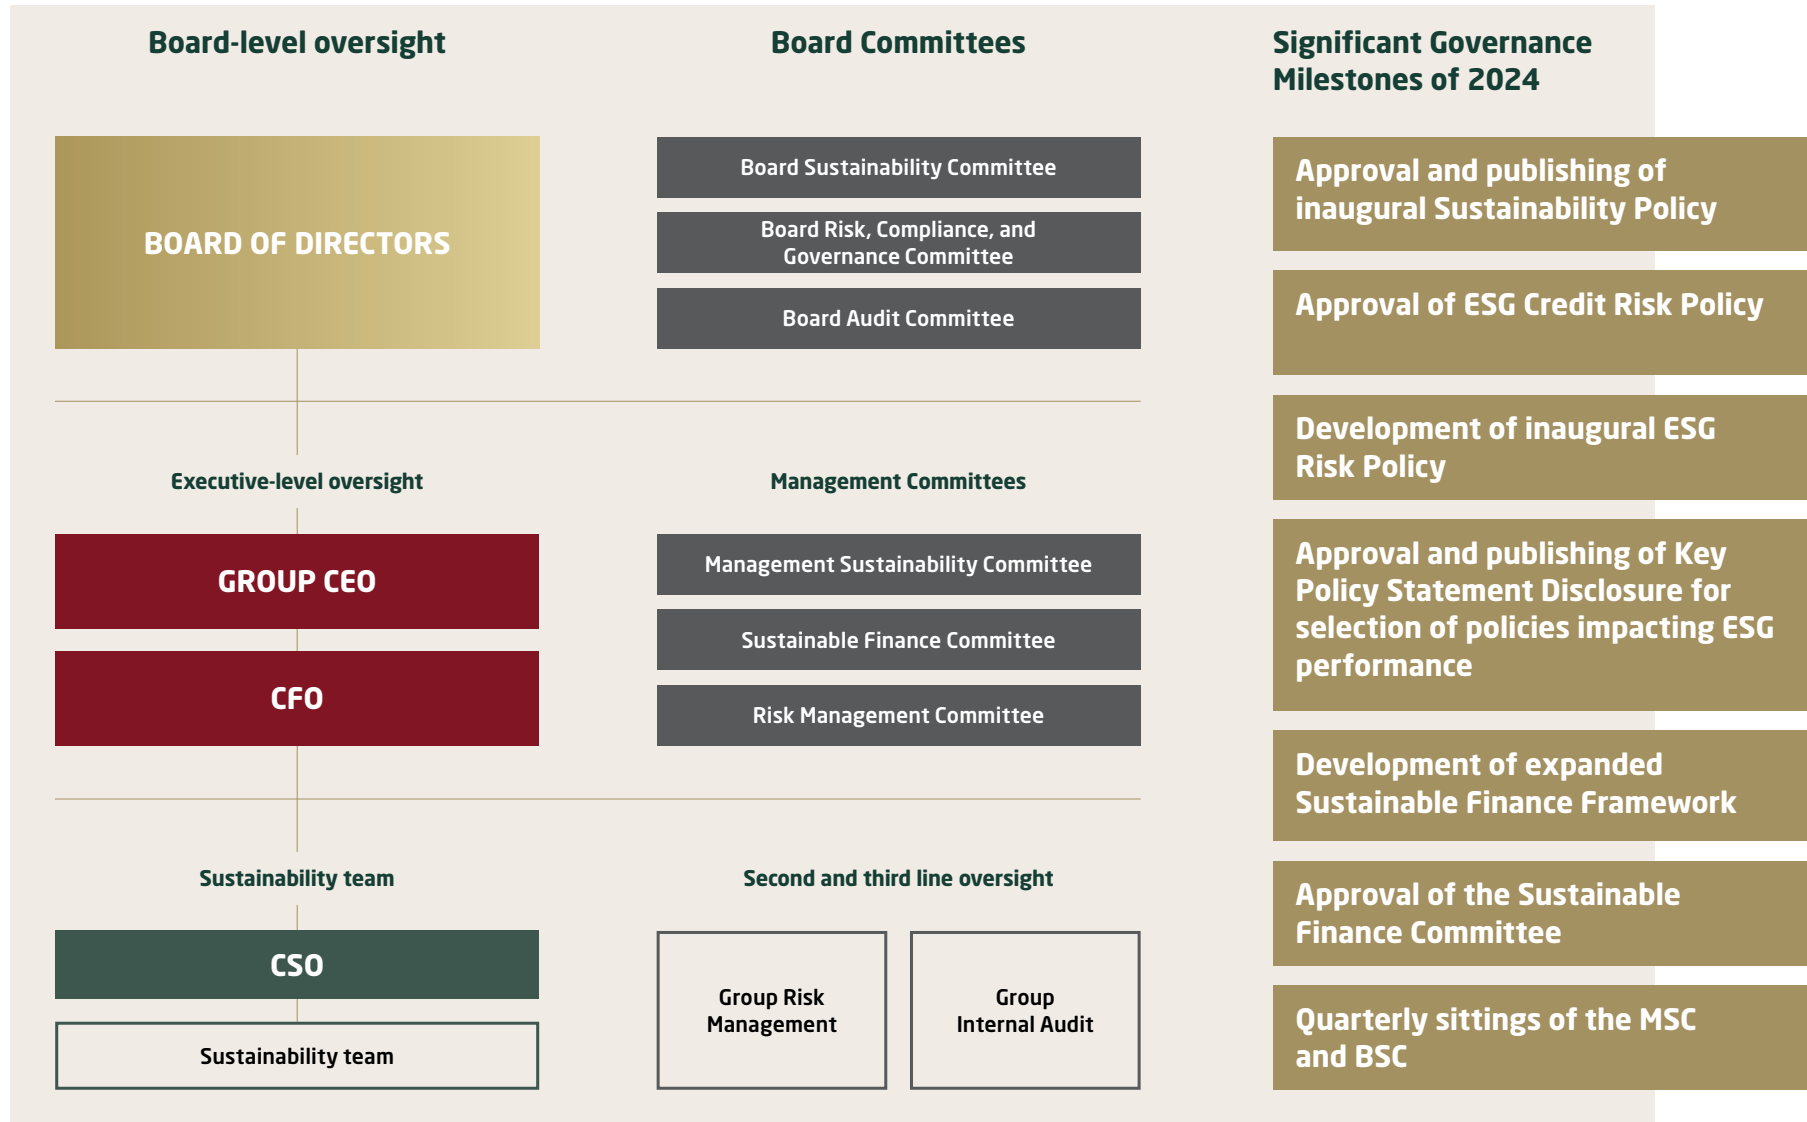 Board-level oversight
BOARD OF DIRECTORS
Executive-level oversight
GROUP CEO
CFO
Sustainability team
CSO
Sustainability team
Board Committees
Board Sustainability Committee
Board Risk, Compliance, and
Governance Committee
Board Audit Committee
Management Committees
Management Sustainability Committee
Sustainable Finance Committee
Risk Management Committee
Second and third line oversight
Group Risk
Management
Group
Internal Audit
Significant Governance
Milestones of 2024
Approval and publishing of
inaugural Sustainability Policy
Approval of ESG Credit Risk Policy
Development of inaugural ESG
Risk Policy
Approval and publishing of Key
Policy Statement Disclosure for
selection of policies impacting ESG
performance
Development of expanded
Sustainable Finance Framework
Approval of the Sustainable
Finance Committee
Quarterly sittings of the MSC
and BSC